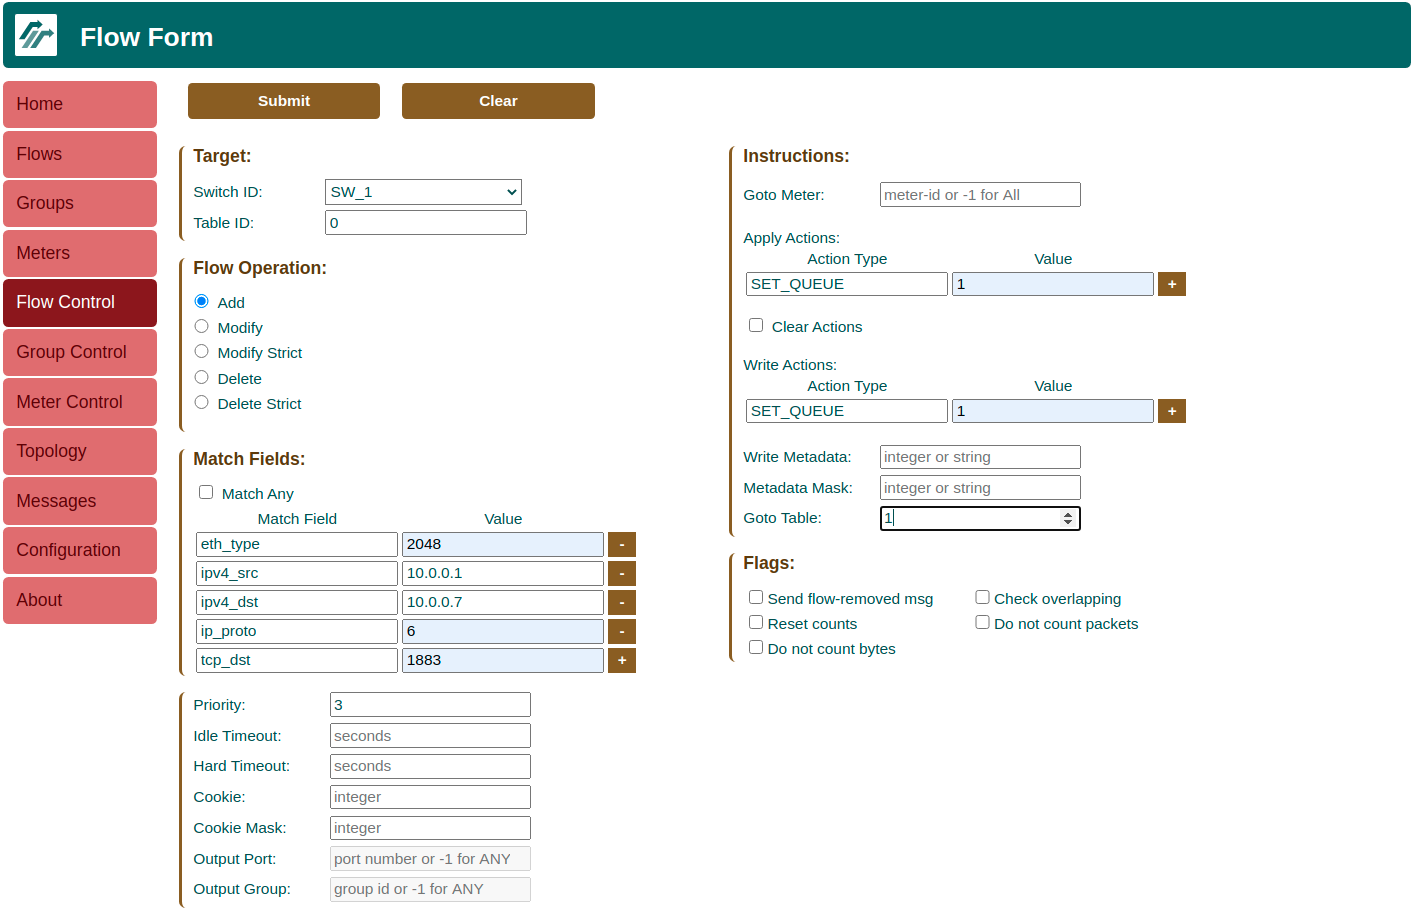 Flow Form
Home
Flows
Groups
Meters
Flow Control
Group Control
Meter Control
Topology
Messages
Configuration
About
Submit Clear
Target:
Switch ID: SW_1
Table ID: 0
Flow Operation:
Add
Modify
Modify Strict
Delete
Delete Strict
Match Fields:
Match Any
Match Field Value
eth_type 2048 -
ipv4_src 10.0.0.1 -
ipv4_dst 10.0.0.7 -
ip_proto 6 -
tcp_dst 1883 +
Priority: 3
Idle Timeout: seconds
Hard Timeout: seconds
Cookie: integer
Cookie Mask: integer
Output Port: port number or -1 for ANY
Output Group: group id or -1 for ANY
Instructions:
Goto Meter: meter-id or -1 for All
Apply Actions:
Action Type Value
SET_QUEUE 1 +
Clear Actions
Write Actions:
Action Type Value
SET_QUEUE 1 +
Write Metadata: integer or string
Metadata Mask: integer or string
Goto Table: 1
Flags:
Send flow-removed msg Check overlapping
Reset counts Do not count packets
Do not count bytes